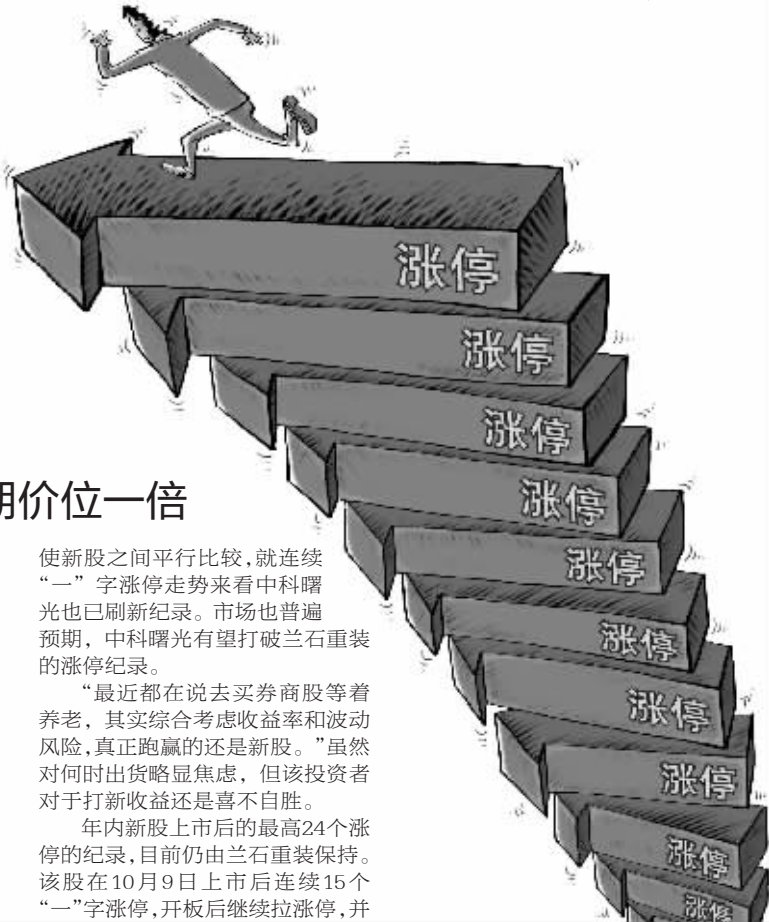 涨停
涨停
涨停
涨停
涨停
涨停
涨停
涨停
涨停
涨停
期价位一倍
使新股之间平行比较,就连续
“一”字涨停走势来看中科曙
光也已刷新纪录。市场也普遍
预期，中科曙光有望打破兰石重装
的涨停纪录。
“最近都在说去买券商股等着
养老，其实综合考虑收益率和波动
风险,真正跑赢的还是新股。”虽然
对何时出货略显焦虑，但该投资者
对于打新收益还是喜不自胜。
年内新股上市后的最高24个涨
停的纪录,目前仍由兰石重装保持。
该股在10月9日上市后连续15个
“一”字涨停,开板后继续拉涨停,并